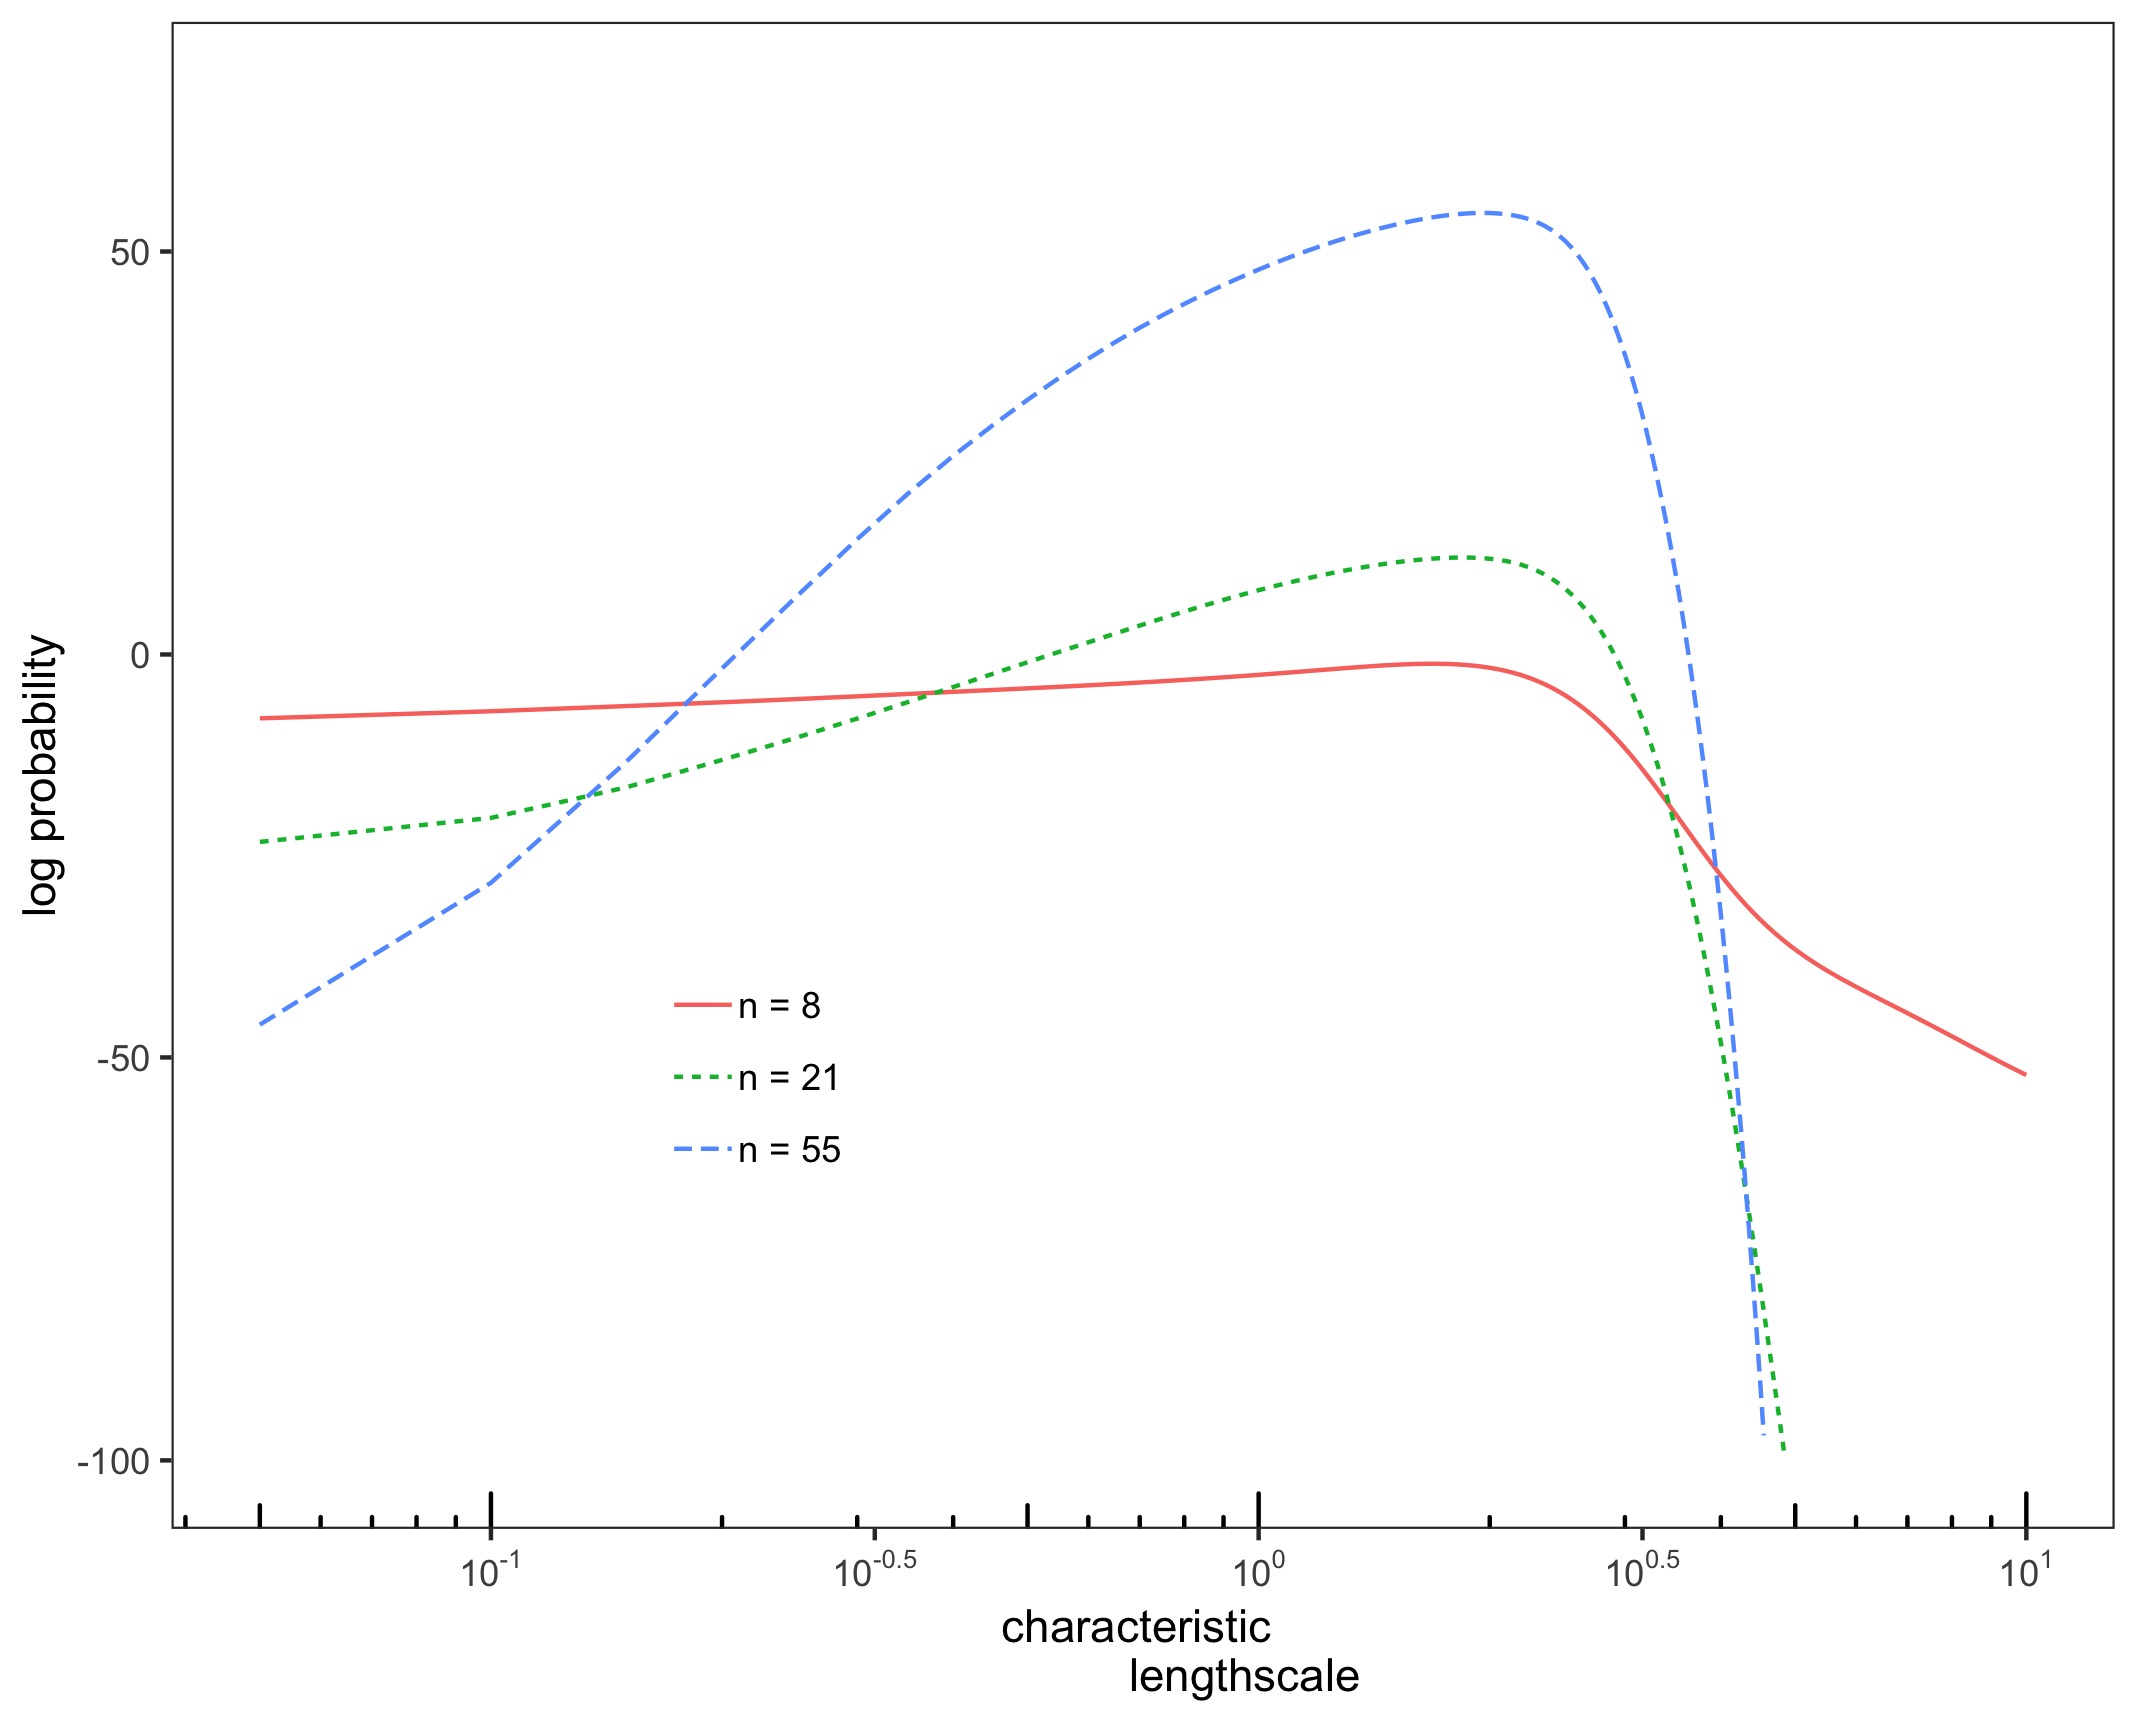 log probability
50
0
-50
-100
n = 8
n = 21
n = 55
10^-1 10^-0.5 10^0 10^0.5 10^1
characteristic
lengthscale